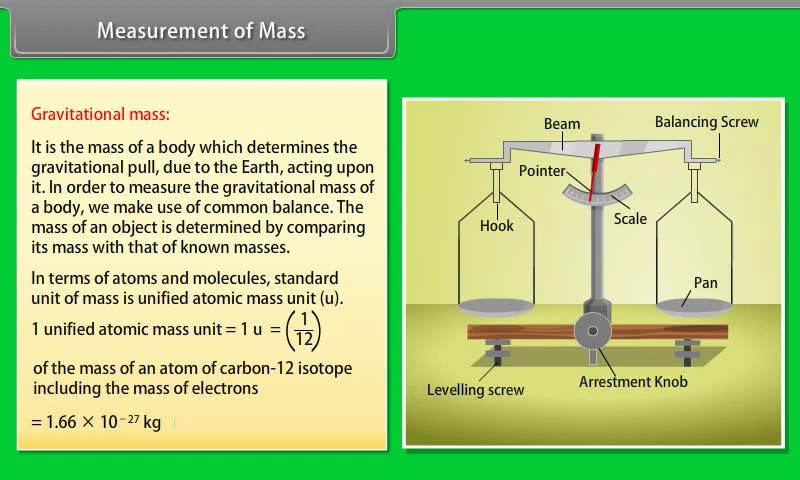 Measurement of Mass
Gravitational mass:
It is the mass of a body which determines the
gravitational pull, due to the Earth, acting upon
it. In order to measure the gravitational mass of
a body, we make use of common balance. The
mass of an object is determined by comparing
its mass with that of known masses.
In terms of atoms and molecules, standard
unit of mass is unified atomic mass unit (u).
1 unified atomic mass unit = 1 u = (1/12)
of the mass of an atom of carbon-12 isotope
including the mass of electrons
= 1.66 × 10⁻²⁷ kg
Beam
Balancing Screw
Pointer
Scale
Hook
Pan
Levelling screw
Arrestment Knob